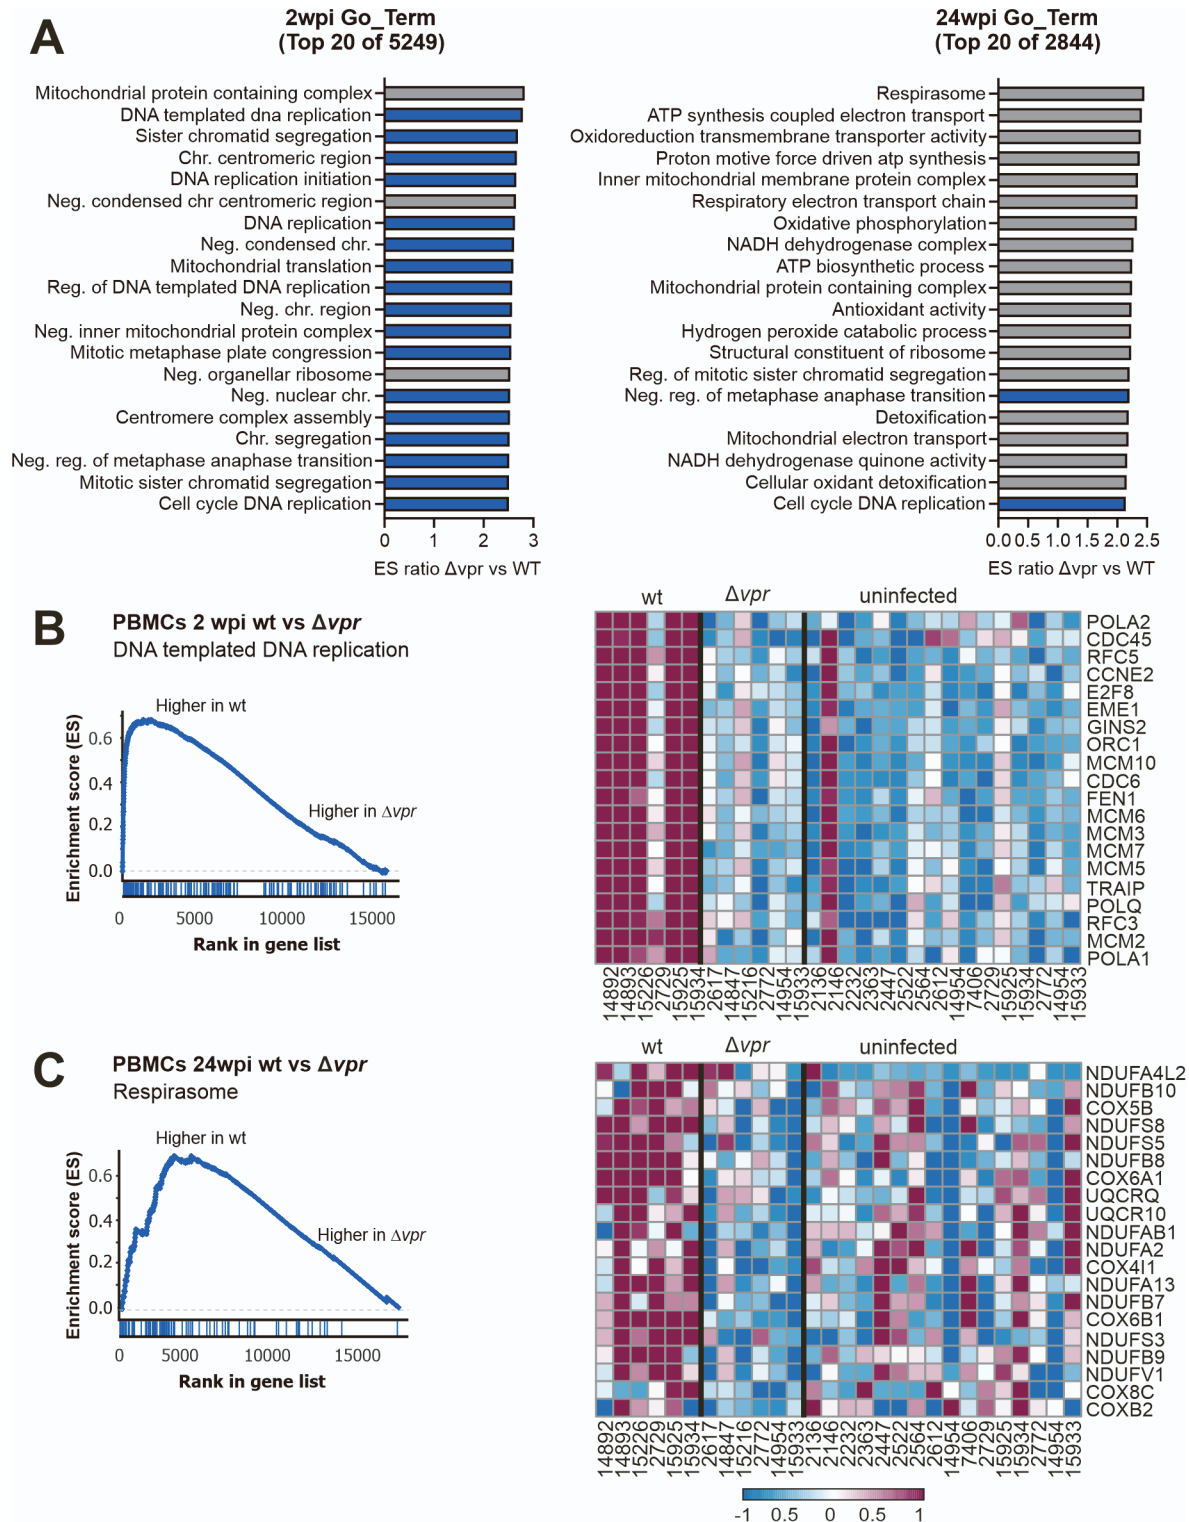 A
2wpi Go_Term
(Top 20 of 5249)
Mitochondrial protein containing complex
DNA templated dna replication
Sister chromatid segregation
Chr. centromeric region
DNA replication initiation
Neg. condensed chr centromeric region
DNA replication
Neg. condensed chr.
Mitochondrial translation
Reg. of DNA templated DNA replication
Neg. chr. region
Neg. inner mitochondrial protein complex
Mitotic metaphase plate congression
Neg. organellar ribosome
Neg. nuclear chr.
Centromere complex assembly
Chr. segregation
Neg. reg. of metaphase anaphase transition
Mitotic sister chromatid segregation
Cell cycle DNA replication
0 1 2 3
ES ratio Δvpr vs WT
24wpi Go_Term
(Top 20 of 2844)
Respirasome
ATP synthesis coupled electron transport
Oxidoreduction transmembrane transporter activity
Proton motive force driven atp synthesis
Inner mitochondrial membrane protein complex
Respiratory electron transport chain
Oxidative phosphorylation
NADH dehydrogenase complex
ATP biosynthetic process
Mitochondrial protein containing complex
Antioxidant activity
Hydrogen peroxide catabolic process
Structural constituent of ribosome
Reg. of mitotic sister chromatid segregation
Neg. reg. of metaphase anaphase transition
Detoxification
Mitochondrial electron transport
NADH dehydrogenase quinone activity
Cellular oxidant detoxification
Cell cycle DNA replication
0.0 0.5 1.0 1.5 2.0 2.5
ES ratio Δvpr vs WT
B
PBMCs 2 wpi wt vs Δvpr
DNA templated DNA replication
Higher in wt
Higher in Δvpr
Enrichment score (ES)
0.6
0.4
0.2
0.0
0 5000 10000 15000
Rank in gene list
wt Δvpr uninfected
POLA2
CDC45
RFC5
CCNE2
E2F8
EME1
GINS2
ORC1
MCM10
CDC6
FEN1
MCM6
MCM3
MCM7
MCM5
TRAIP
POLQ
RFC3
MCM2
POLA1
14892 14893 15226 2729 15925 15934 2617 14847 15216 2772 14954 15933 2136 2146 2232 2363 2447 2522 2564 2612 14954 7406 2729 15925 15934 2772 14954 15933
C
PBMCs 24wpi wt vs Δvpr
Respirasome
Higher in wt
Higher in Δvpr
Enrichment score (ES)
0.6
0.4
0.2
0.0
0 5000 10000 15000
Rank in gene list
wt Δvpr uninfected
NDUFA4L2
NDUFB10
COX5B
NDUFS8
NDUFS5
NDUFB8
COX6A1
UQCRQ
UQCR10
NDUFAB1
NDUFA2
COX4I1
NDUFA13
NDUFB7
COX6B1
NDUFS3
NDUFB9
NDUFV1
COX8C
COXB2
14892 14893 15226 2729 15925 15934 2617 14847 15216 2772 14954 15933 2136 2146 2232 2363 2447 2522 2564 2612 14954 7406 2729 15925 15934 2772 14954 15933
-1 0.5 0 0.5 1